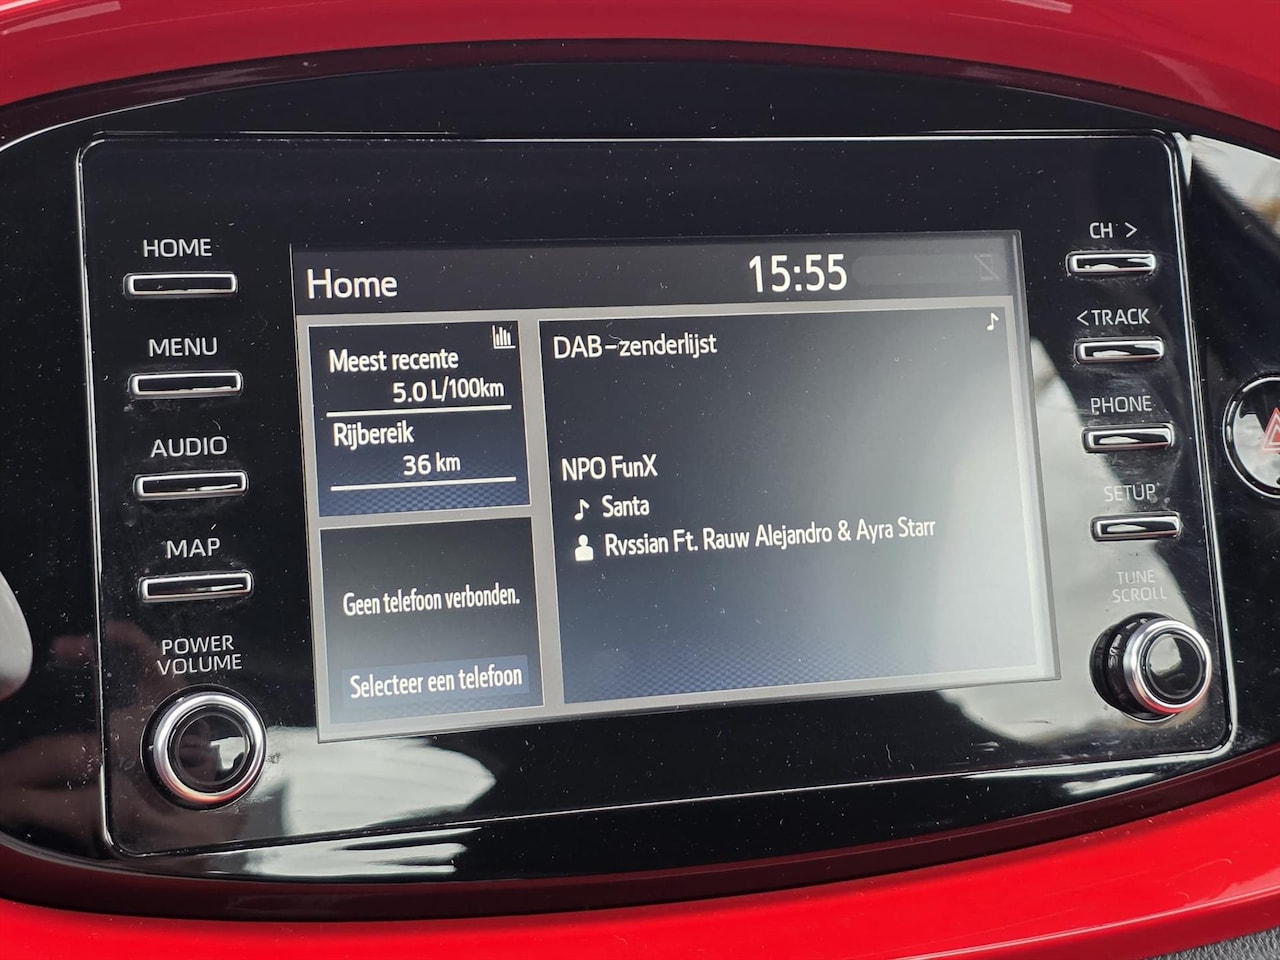 HOME
MENU
AUDIO
MAP
POWER
VOLUME
Home
15:55
Meest recente
5.0 L/100km
Rijbereik
36 km
Geen telefoon verbonden.
Selecteer een telefoon
DAB-zenderlijst
NPO FunX
Santa
Rvssian Ft. Rauw Alejandro & Ayra Starr
CH >
< TRACK
PHONE
SETUP
TUNE
SCROLL